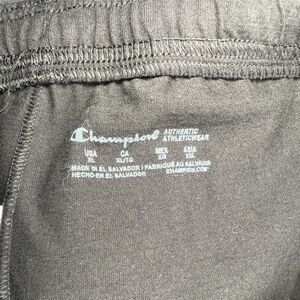 Champion AUTHENTIC
ATHLETICWEAR
USA CA MEX ASIA
XL XL/TG XG XXL
MADE IN EL SALVADOR / FABRIQUÉ AU SALVADOR
HECHO EN EL SALVADOR CHAMPION.COM